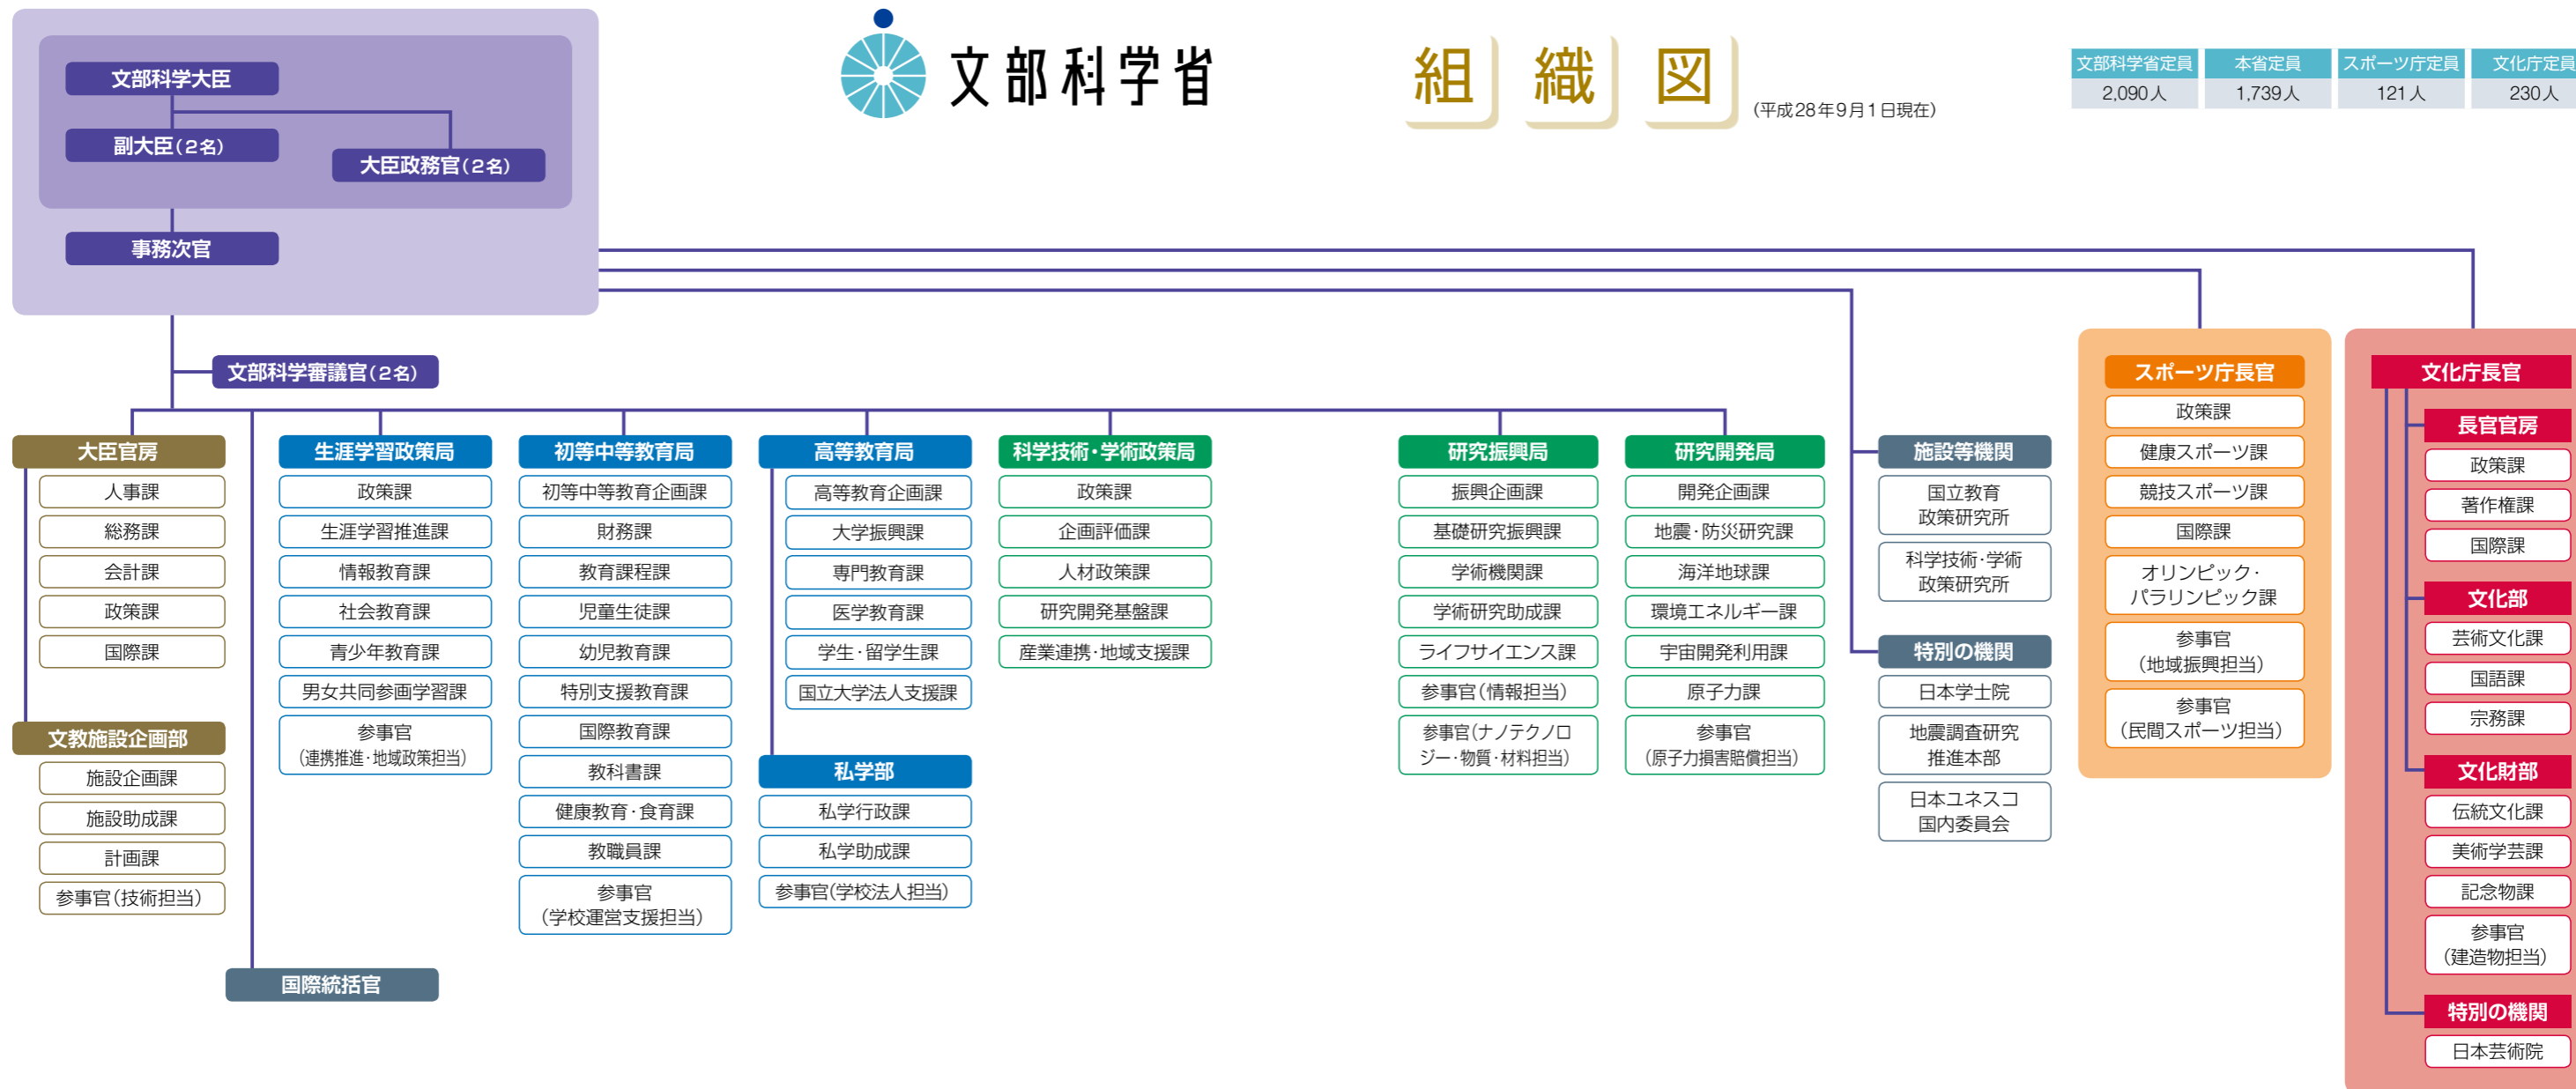 文部科学省
組織図
(平成28年9月1日現在)
文部科学省定員 本省定員 スポーツ庁定員 文化庁定員
2,090人 1,739人 121人 230人
文部科学大臣
副大臣(2名)
大臣政務官(2名)
事務次官
文部科学審議官(2名)
大臣官房
人事課
総務課
会計課
政策課
国際課
文教施設企画部
施設企画課
施設助成課
計画課
参事官(技術担当)
国際統括官
生涯学習政策局
政策課
生涯学習推進課
情報教育課
社会教育課
青少年教育課
男女共同参画学習課
参事官
(連携推進・地域政策担当)
初等中等教育局
初等中等教育企画課
財務課
教育課程課
児童生徒課
幼児教育課
特別支援教育課
国際教育課
教科書課
健康教育・食育課
教職員課
参事官
(学校運営支援担当)
高等教育局
高等教育企画課
大学振興課
専門教育課
医学教育課
学生・留学生課
国立大学法人支援課
私学部
私学行政課
私学助成課
参事官(学校法人担当)
科学技術・学術政策局
政策課
企画評価課
人材政策課
研究開発基盤課
産業連携・地域支援課
研究振興局
振興企画課
基礎研究振興課
学術機関課
学術研究助成課
ライフサイエンス課
参事官(情報担当)
参事官(ナノテクノロ
ジー・物質・材料担当)
研究開発局
開発企画課
地震・防災研究課
海洋地球課
環境エネルギー課
宇宙開発利用課
原子力課
参事官
(原子力損害賠償担当)
施設等機関
国立教育
政策研究所
科学技術・学術
政策研究所
特別の機関
日本学士院
地震調査研究
推進本部
日本ユネスコ
国内委員会
スポーツ庁長官
政策課
健康スポーツ課
競技スポーツ課
国際課
オリンピック・
パラリンピック課
参事官
(地域振興担当)
参事官
(民間スポーツ担当)
文化庁長官
長官官房
政策課
著作権課
国際課
文化部
芸術文化課
国語課
宗務課
文化財部
伝統文化課
美術学芸課
記念物課
参事官
(建造物担当)
特別の機関
日本芸術院